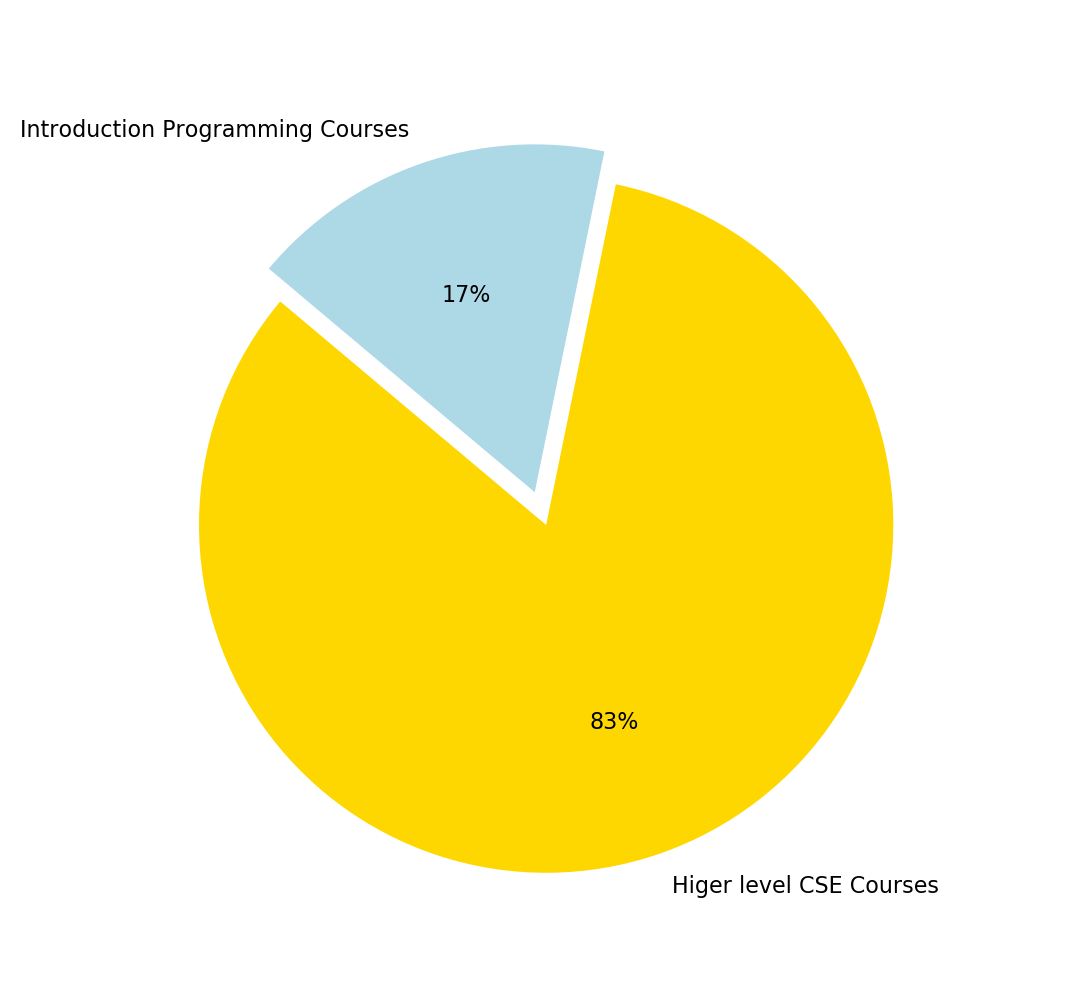 Introduction Programming Courses
17%
83%
Higer level CSE Courses